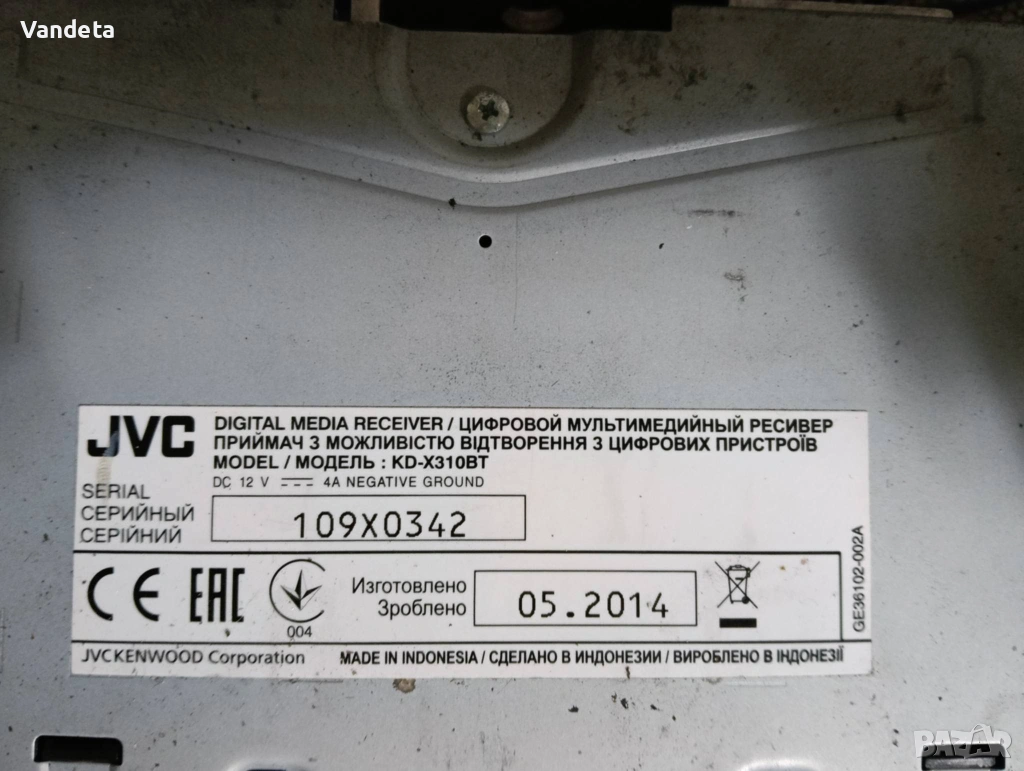 Vandeta
JVC
DIGITAL MEDIA RECEIVER / ЦИФРОВОЙ МУЛЬТИМЕДИЙНЫЙ РЕСИВЕР
ПРИЙМАЧ З МОЖЛИВІСТЮ ВІДТВОРЕННЯ З ЦИФРОВИХ ПРИСТРОЇВ
MODEL / МОДЕЛЬ : KD-X310BT
DC 12 V 4A NEGATIVE GROUND
SERIAL
СЕРИЙНЫЙ
СЕРІЙНИЙ
109X0342
CE EAC
004
Изготовлено
Зроблено
05.2014
GE36102-002A
JVCKENWOOD Corporation
MADE IN INDONESIA / СДЕЛАНО В ИНДОНЕЗИИ / ВИРОБЛЕНО В ІНДОНЕЗІЇ
BAZAR